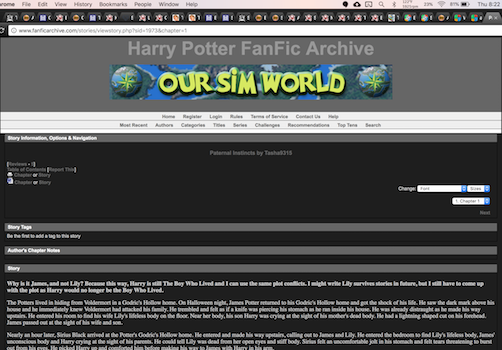 rome File Edit View History Bookmarks People Window Help
81% Thu 8:22
www.fanficarchive.com/stories/viewstory.php?sid=1973&chapter=1
Harry Potter FanFic Archive
OUR SiM WORLD
Home Register Login Rules Terms of Service Contact Us Help
Most Recent Authors Categories Titles Series Challenges Recommendations Top Tens Search
Story Information, Options & Navigation
Paternal Instincts by Tasha9315
[Reviews -
Table of Contents [Report This]
Chapter or Story
Chapter or Story
Change: Font Sizes
1. Chapter 1
Next
Story Tags
Be the first to add a tag to this story
Author's Chapter Notes
Story
Why is it James, and not Lily? Because this way, Harry is still The Boy Who Lived and I can use the same plot conflicts. I might write Lily survives stories in future, but I still have to come up
with the plot as Harry would no longer be the Boy Who Lived.
The Potters lived in hiding from Voldermort in a Godric's Hollow home. On Halloween night, James Potter returned to his Godric's Hollow home and got the shock of his life. He saw the dark mark above his
house and he immediately knew Voldermort had attacked his family. He trembled and felt as if a knife was piercing his stomach as he ran inside his house. He was already distraught as he made his way
upstairs. He entered his room to find his wife Lily's lifeless body on the floor. Near her body, his son Harry was crying at the sight of his mother's dead body. He had a lightning shaped cut on his forehead.
James passed out at the sight of his wife and son.
Nearly an hour later, Sirius Black arrived at the Potter's Godric's Hollow home. He entered and made his way upstairs, calling out to James and Lily. He entered the bedroom to find Lily's lifeless body, James'
unconscious body and Harry crying at the sight of his parents. He could tell Lily was dead from her open eyes and stiff body. Sirius felt an uncomfortable jolt in his stomach and felt tears threatening to burst
out from his eyes. He picked Harry up and comforted him before making his way to James with Harry in his arm.